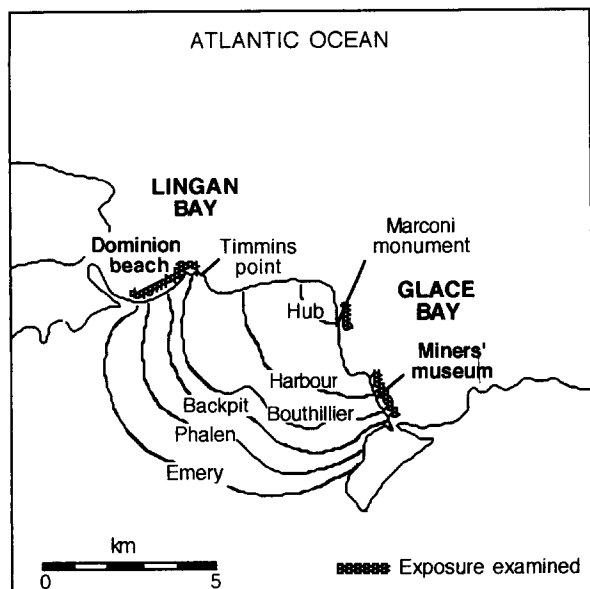 ATLANTIC OCEAN
LINGAN
BAY
Dominion
beach
Timmins
point
Marconi
monument
Hub
GLACE
BAY
Miners'
museum
Harbour
Backpit
Bouthillier
Phalen
Emery
km
0
5
Exposure examined